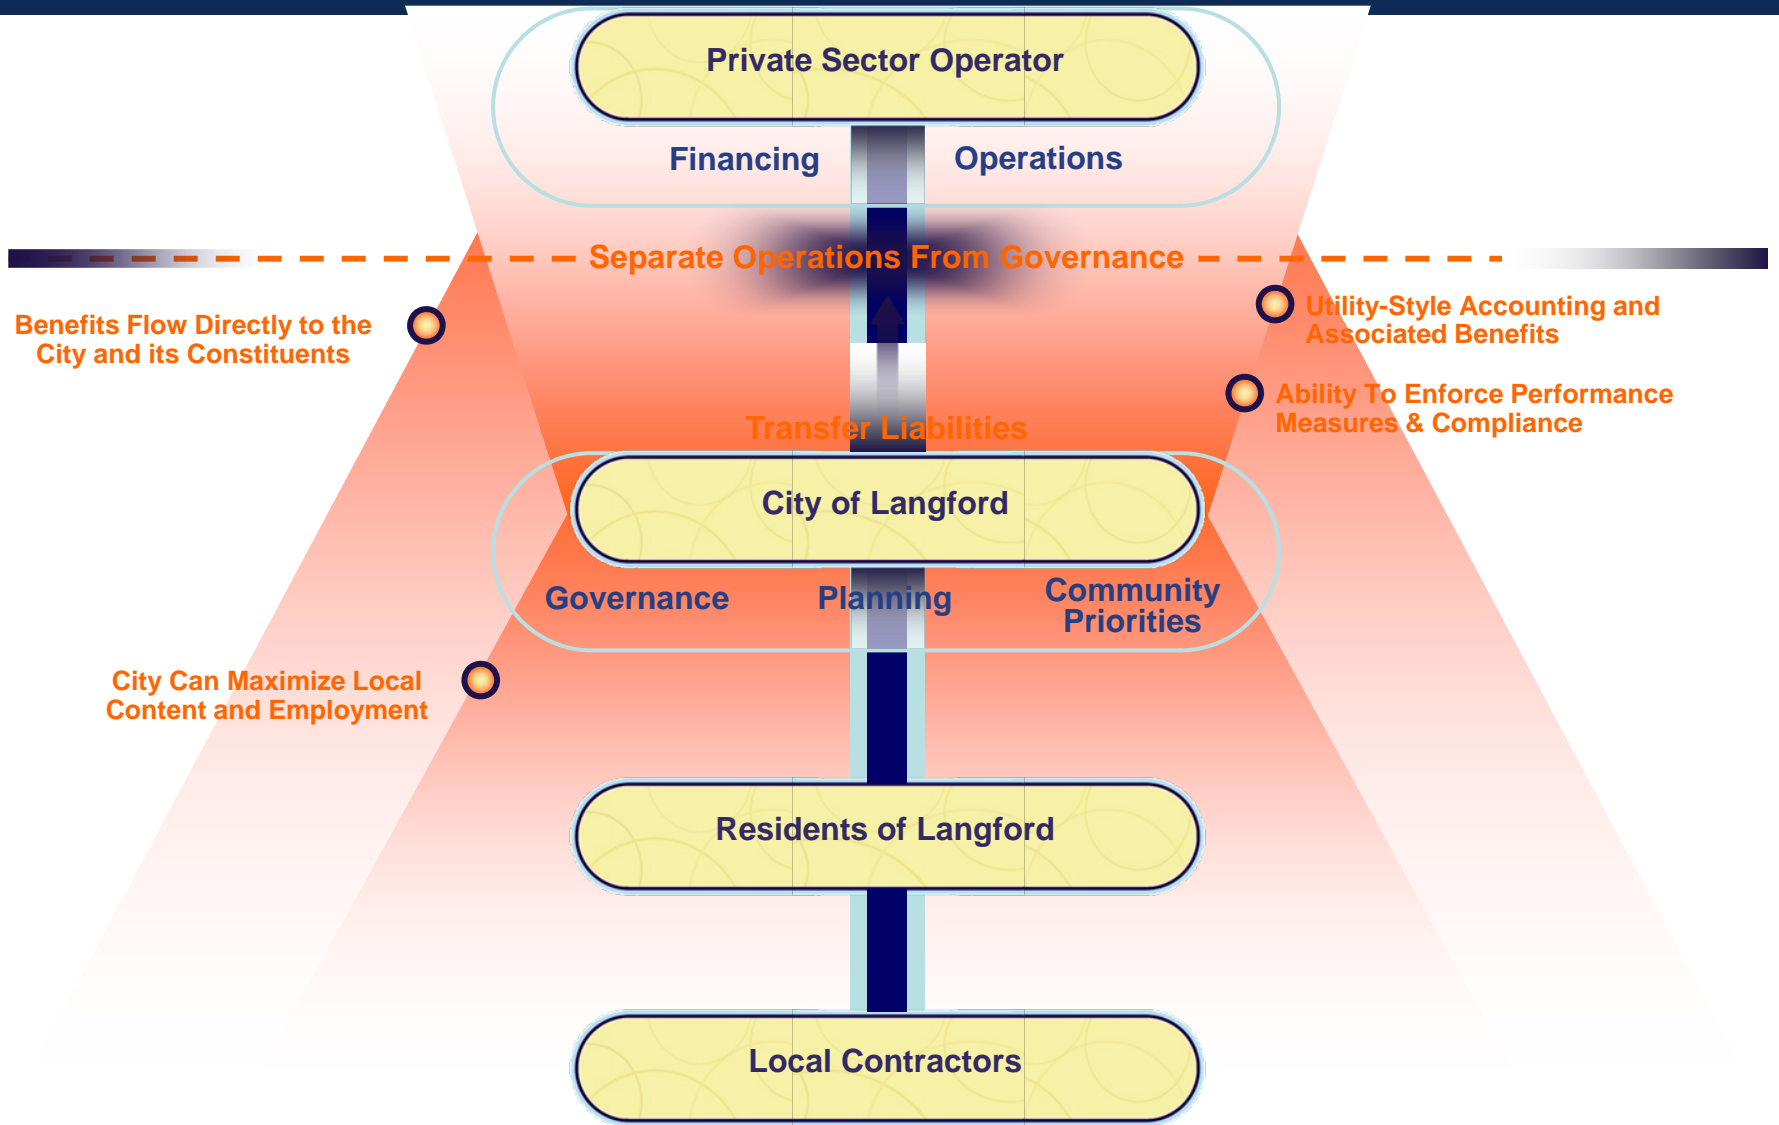 Private Sector Operator
Financing
Operations
Separate Operations From Governance
Benefits Flow Directly to the
City and its Constituents
Utility-Style Accounting and
Associated Benefits
Ability To Enforce Performance
Measures & Compliance
Transfer Liabilities
City of Langford
Governance
Planning
Community
Priorities
City Can Maximize Local
Content and Employment
Residents of Langford
Local Contractors